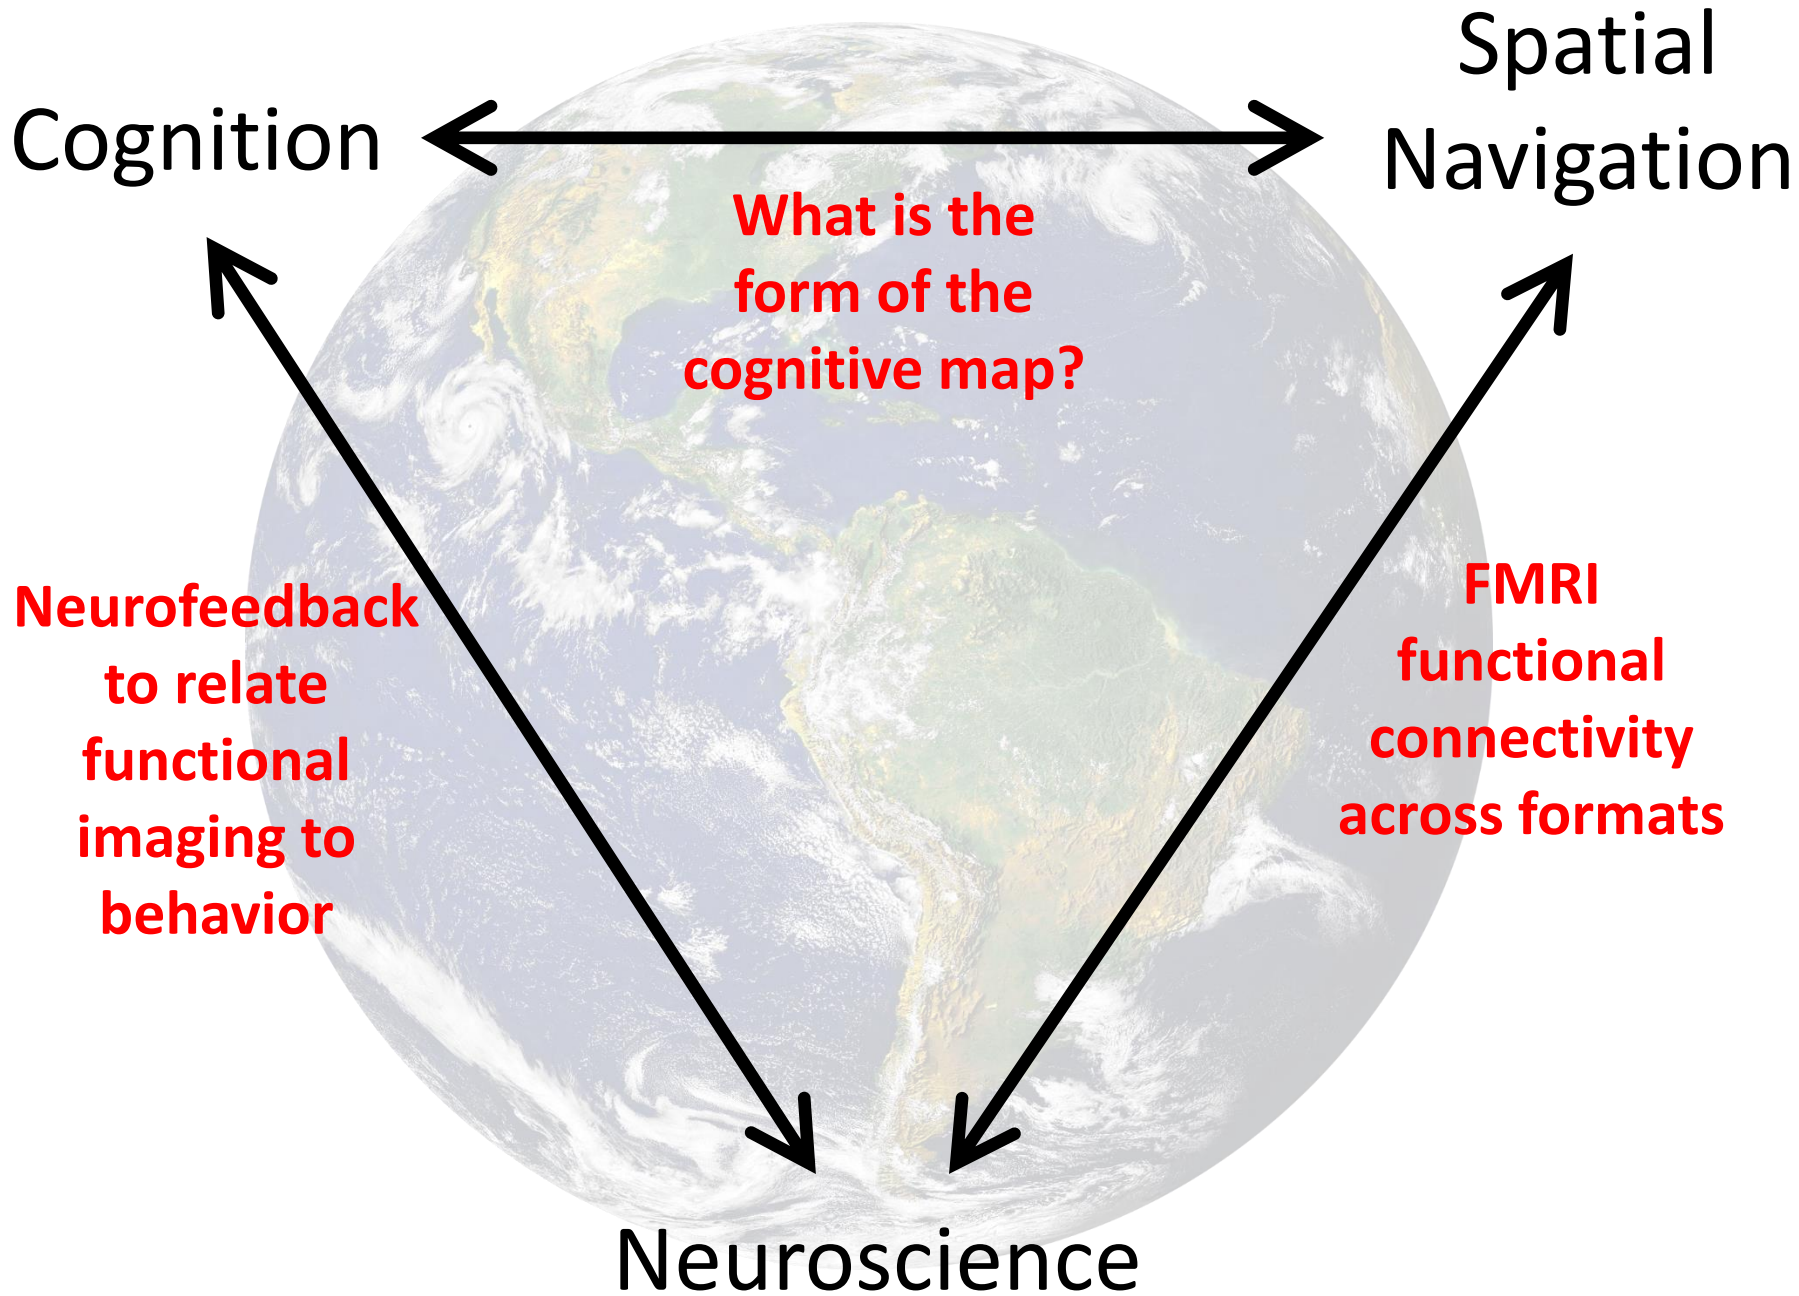 Spatial
Navigation
Cognition
What is the
form of the
cognitive map?
Neurofeedback
to relate
functional
imaging to
behavior
FMRI
functional
connectivity
across formats
Neuroscience